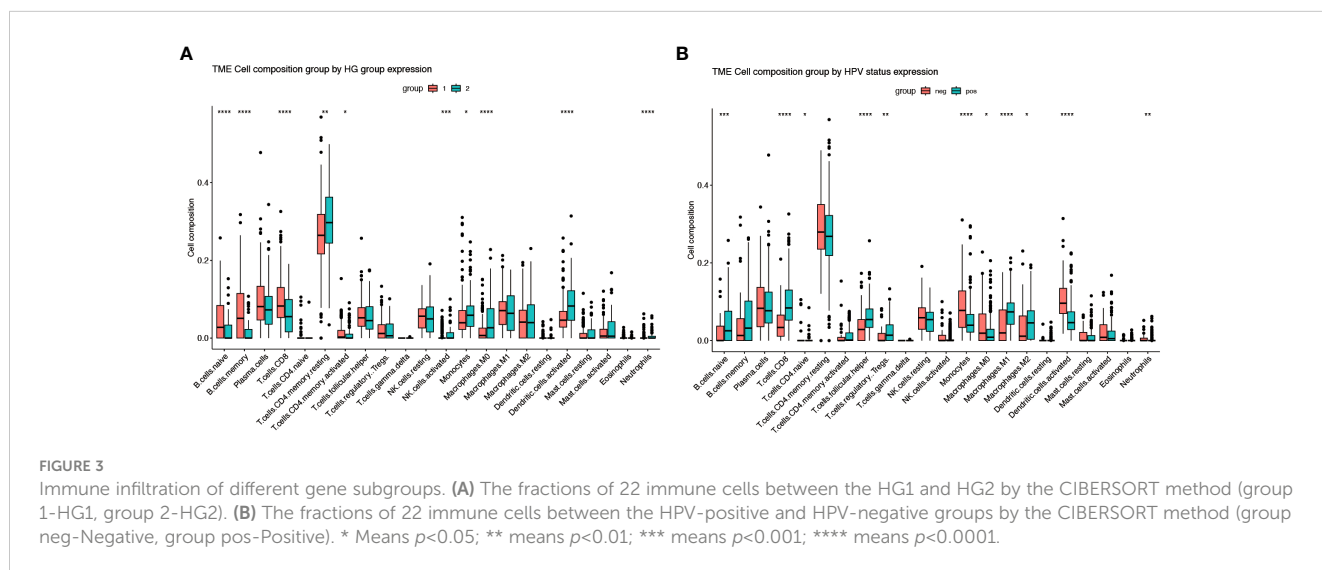 A
TME Cell composition group by HG group expression
group 1 2
**** **** **** ** * *** * **** **** ****
Cell composition
0.4
0.2
0.0
B.cells.naive
B.cells.memory
Plasma.cells
T.cells.CD8
T.cells.CD4.naive
T.cells.CD4.memory.resting
T.cells.CD4.memory.activated
T.cells.follicular.helper
T.cells.regulatory..Tregs.
T.cells.gamma.delta
NK.cells.resting
NK.cells.activated
Monocytes
Macrophages.M0
Macrophages.M1
Macrophages.M2
Dendritic.cells.resting
Dendritic.cells.activated
Mast.cells.resting
Mast.cells.activated
Eosinophils
Neutrophils
B
TME Cell composition group by HPV status expression
group neg pos
*** **** * **** ** **** * **** * **** **
Cell composition
0.4
0.2
0.0
B.cells.naive
B.cells.memory
Plasma.cells
T.cells.CD8
T.cells.CD4.naive
T.cells.CD4.memory.resting
T.cells.CD4.memory.activated
T.cells.follicular.helper
T.cells.regulatory..Tregs.
T.cells.gamma.delta
NK.cells.resting
NK.cells.activated
Monocytes
Macrophages.M0
Macrophages.M1
Macrophages.M2
Dendritic.cells.resting
Dendritic.cells.activated
Mast.cells.resting
Mast.cells.activated
Eosinophils
Neutrophils
FIGURE 3
Immune infiltration of different gene subgroups. (A) The fractions of 22 immune cells between the HG1 and HG2 by the CIBERSORT method (group
1-HG1, group 2-HG2). (B) The fractions of 22 immune cells between the HPV-positive and HPV-negative groups by the CIBERSORT method (group
neg-Negative, group pos-Positive). * Means p<0.05; ** means p<0.01; *** means p<0.001; **** means p<0.0001.